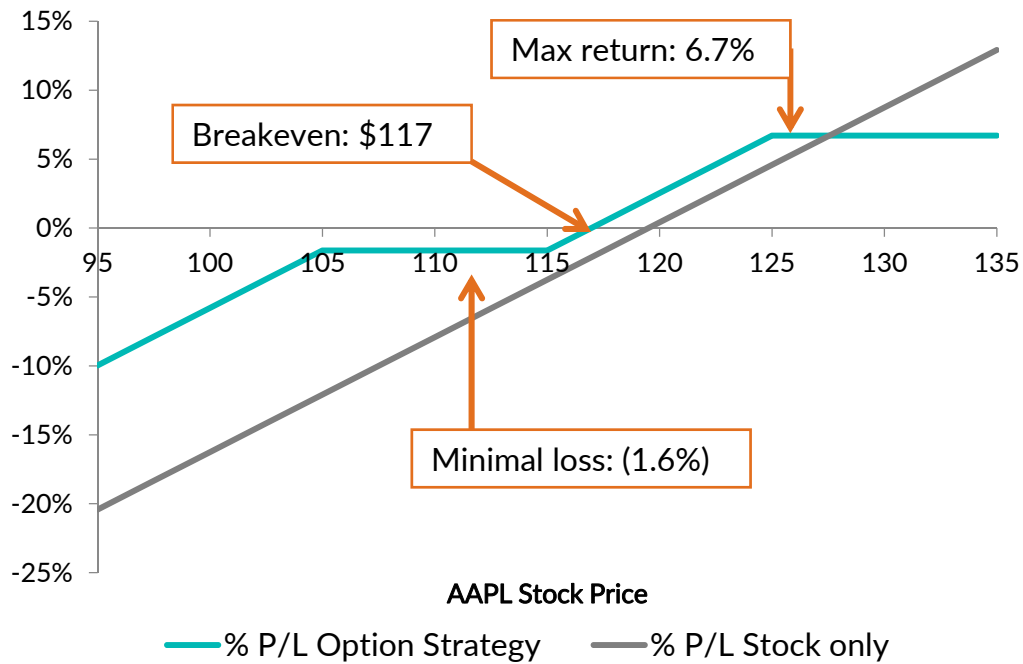 15%
Max return: 6.7%
10%
Breakeven: $117
5%
0%
95 100 105 110 115 120 125 130 135
-5%
-10%
-15%
Minimal loss: (1.6%)
-20%
-25%
AAPL Stock Price
% P/L Option Strategy % P/L Stock only